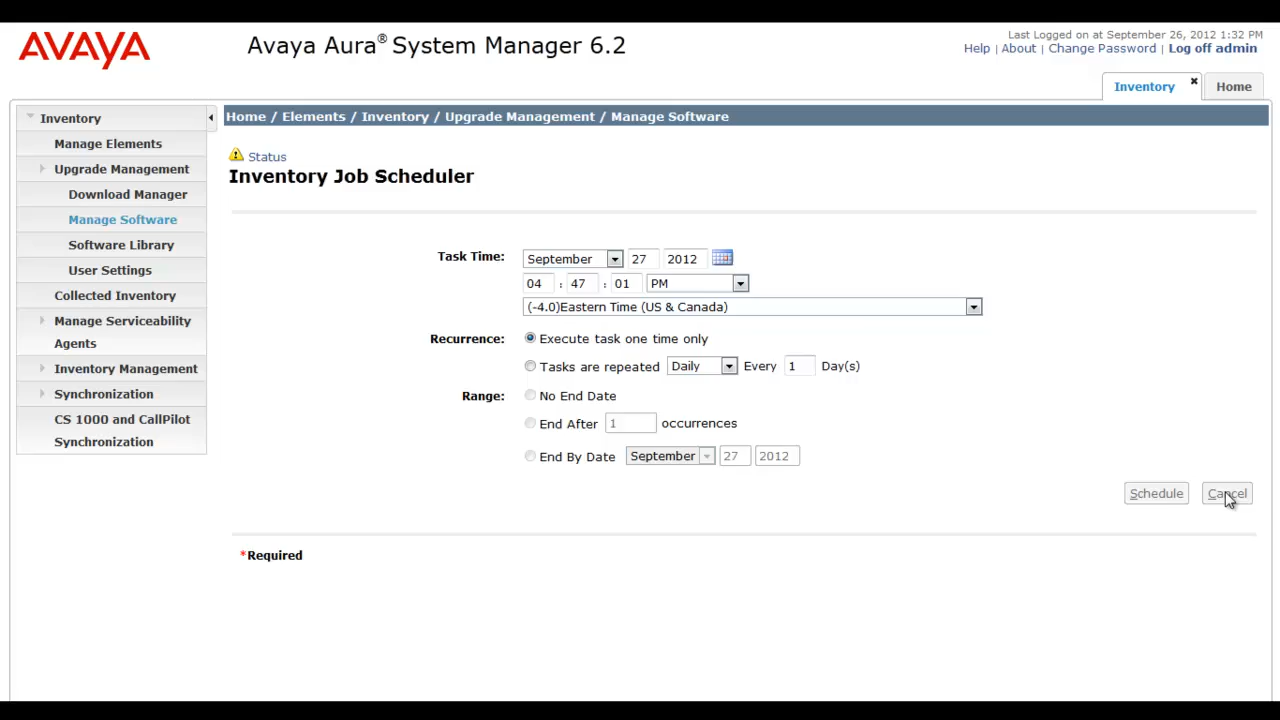 AVAYA
Avaya Aura® System Manager 6.2
Last Logged on at September 26, 2012 1:32 PM
Help | About | Change Password | Log off admin
Inventory
Home
Inventory
Manage Elements
Upgrade Management
Download Manager
Manage Software
Software Library
User Settings
Collected Inventory
Manage Serviceability
Agents
Inventory Management
Synchronization
CS 1000 and CallPilot
Synchronization
Home / Elements / Inventory / Upgrade Management / Manage Software
Status
Inventory Job Scheduler
Task Time: September 27 2012
04 : 47 : 01 PM
(-4.0)Eastern Time (US & Canada)
Recurrence: Execute task one time only
Tasks are repeated Daily Every 1 Day(s)
Range: No End Date
End After 1 occurrences
End By Date September 27 2012
Schedule Cancel
*Required